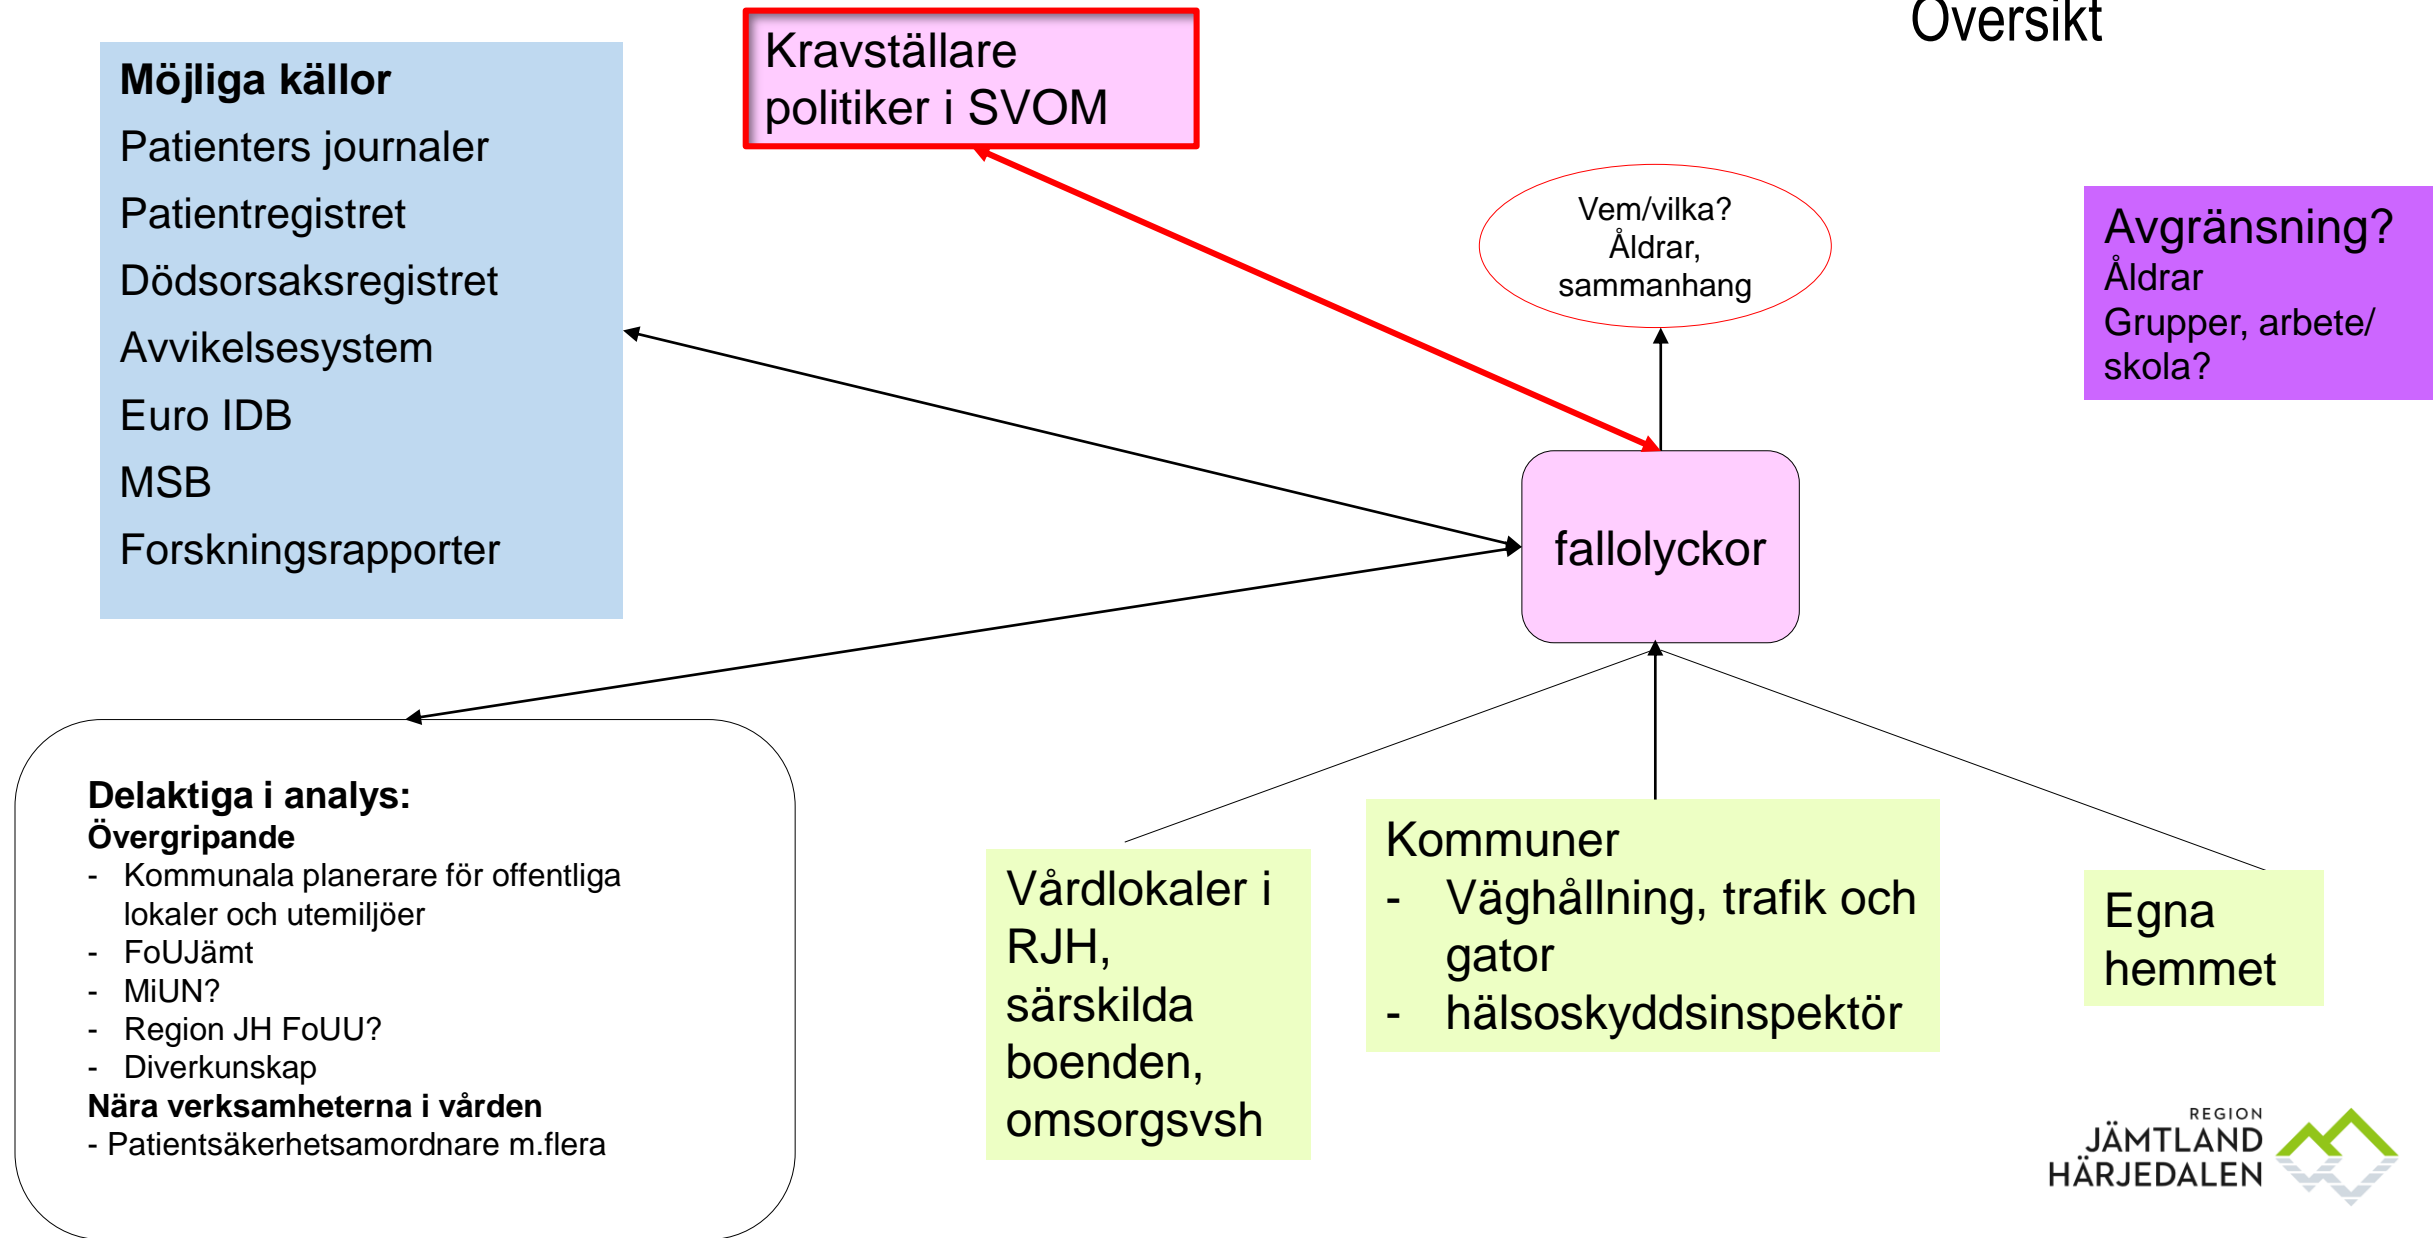 Översikt
Möjliga källor
Patienters journaler
Patientregistret
Dödsorsaksregistret
Avvikelsesystem
Euro IDB
MSB
Forskningsrapporter
Kravställare
politiker i SVOM
Vem/vilka?
Åldrar,
sammanhang
Avgränsning?
Åldrar
Grupper, arbete/
skola?
fallolyckor
Delaktiga i analys:
Övergripande
- Kommunala planerare för offentliga
lokaler och utemiljöer
- FoUJämt
- MiUN?
- Region JH FoUU?
- Diverkunskap
Nära verksamheterna i vården
- Patientsäkerhetsamordnare m.flera
Vårdlokaler i
RJH,
särskilda
boenden,
omsorgsvsh
Kommuner
- Väghållning, trafik och
gator
- hälsoskyddsinspektör
Egna
hemmet
REGION
JÄMTLAND
HÄRJEDALEN